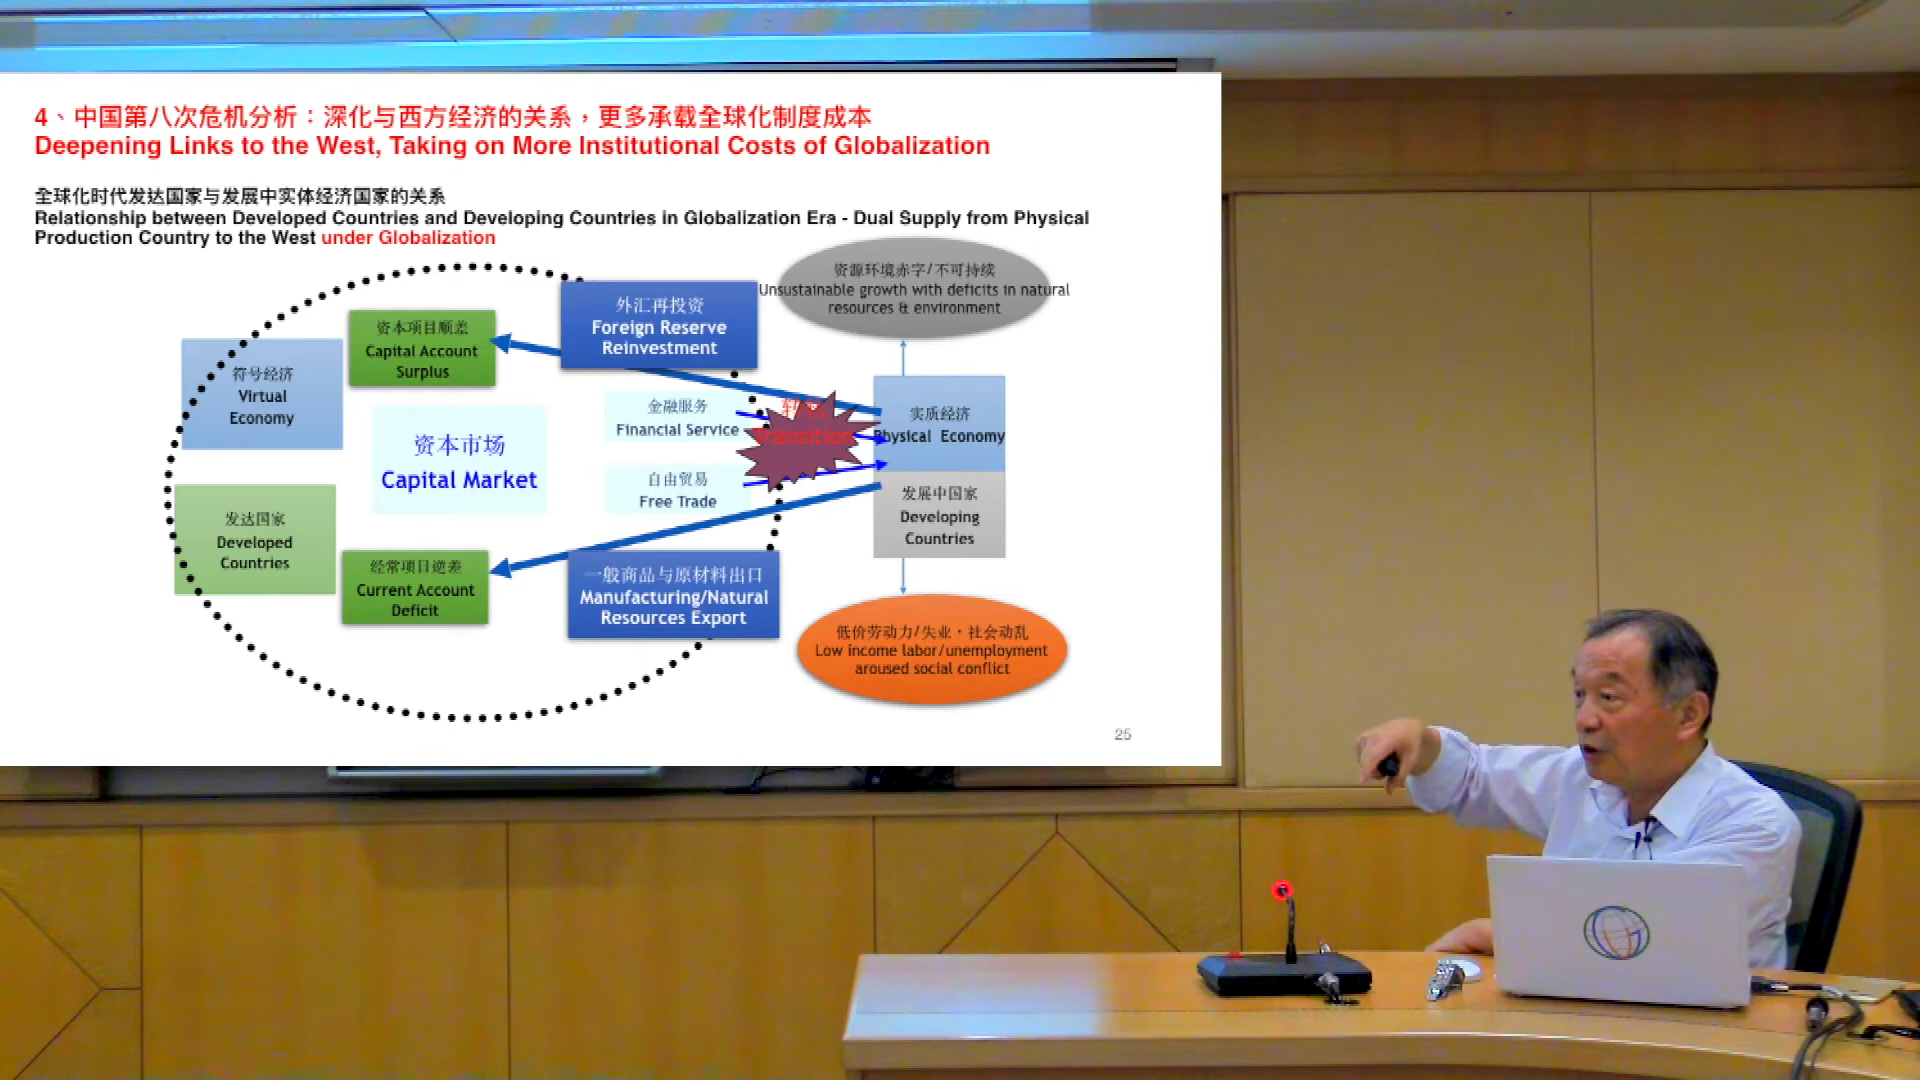 4、中国第八次危机分析：深化与西方经济的关系，更多承载全球化制度成本
Deepening Links to the West, Taking on More Institutional Costs of Globalization
全球化时代发达国家与发展中实体经济国家的关系
Relationship between Developed Countries and Developing Countries in Globalization Era - Dual Supply from Physical
Production Country to the West under Globalization
资源环境赤字/不可持续
Unsustainable growth with deficits in natural
resources & environment
外汇再投资
Foreign Reserve
Reinvestment
资本项目顺差
Capital Account
Surplus
符号经济
Virtual
Economy
金融服务
Financial Service
Transition
实质经济
Physical Economy
资本市场
Capital Market
自由贸易
Free Trade
发展中国家
Developing
Countries
发达国家
Developed
Countries
经常项目逆差
Current Account
Deficit
一般商品与原材料出口
Manufacturing/Natural
Resources Export
低价劳动力/失业，社会动乱
Low income labor/unemployment
aroused social conflict
25